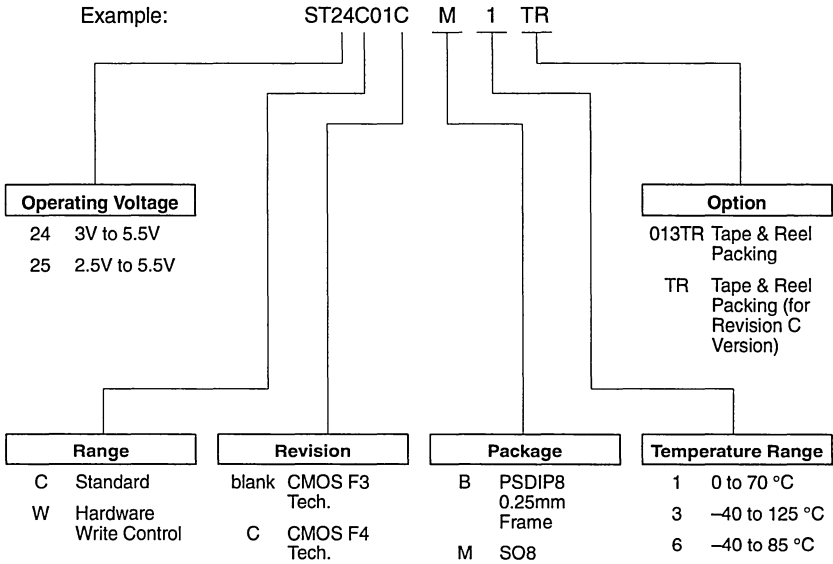 Example: ST24C01C M 1 TR
Operating Voltage
24 3V to 5.5V
25 2.5V to 5.5V
Option
013TR Tape & Reel
Packing
TR Tape & Reel
Packing (for
Revision C
Version)
Range
C Standard
W Hardware
Write Control
Revision
blank CMOS F3
Tech.
C CMOS F4
Tech.
Package
B PSDIP8
0.25mm
Frame
M SO8
Temperature Range
1 0 to 70 °C
3 –40 to 125 °C
6 –40 to 85 °C